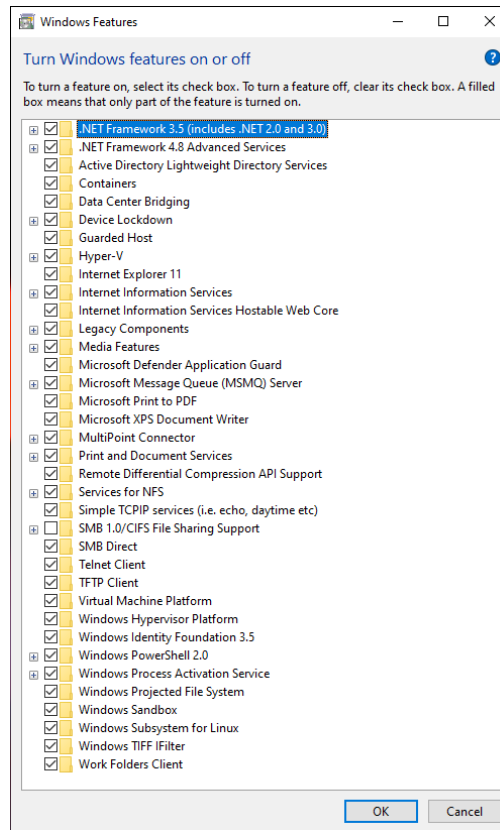 Windows Features
Turn Windows features on or off
?
To turn a feature on, select its check box. To turn a feature off, clear its check box. A filled
box means that only part of the feature is turned on.
.NET Framework 3.5 (includes .NET 2.0 and 3.0)
.NET Framework 4.8 Advanced Services
Active Directory Lightweight Directory Services
Containers
Data Center Bridging
Device Lockdown
Guarded Host
Hyper-V
Internet Explorer 11
Internet Information Services
Internet Information Services Hostable Web Core
Legacy Components
Media Features
Microsoft Defender Application Guard
Microsoft Message Queue (MSMQ) Server
Microsoft Print to PDF
Microsoft XPS Document Writer
MultiPoint Connector
Print and Document Services
Remote Differential Compression API Support
Services for NFS
Simple TCPIP services (i.e. echo, daytime etc)
SMB 1.0/CIFS File Sharing Support
SMB Direct
Telnet Client
TFTP Client
Virtual Machine Platform
Windows Hypervisor Platform
Windows Identity Foundation 3.5
Windows PowerShell 2.0
Windows Process Activation Service
Windows Projected File System
Windows Sandbox
Windows Subsystem for Linux
Windows TIFF IFilter
Work Folders Client
OK Cancel